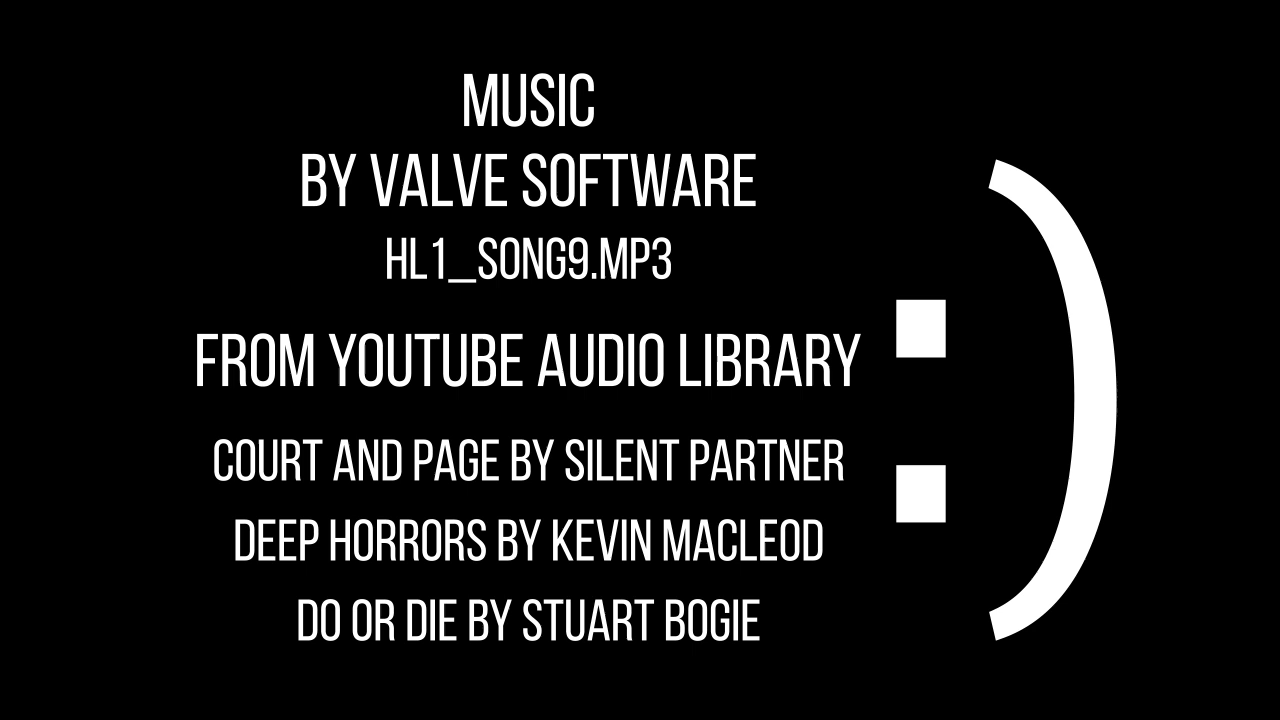 MUSIC
BY VALVE SOFTWARE
HL1_SONG9.MP3
FROM YOUTUBE AUDIO LIBRARY
COURT AND PAGE BY SILENT PARTNER
DEEP HORRORS BY KEVIN MACLEOD
DO OR DIE BY STUART BOGIE
:)